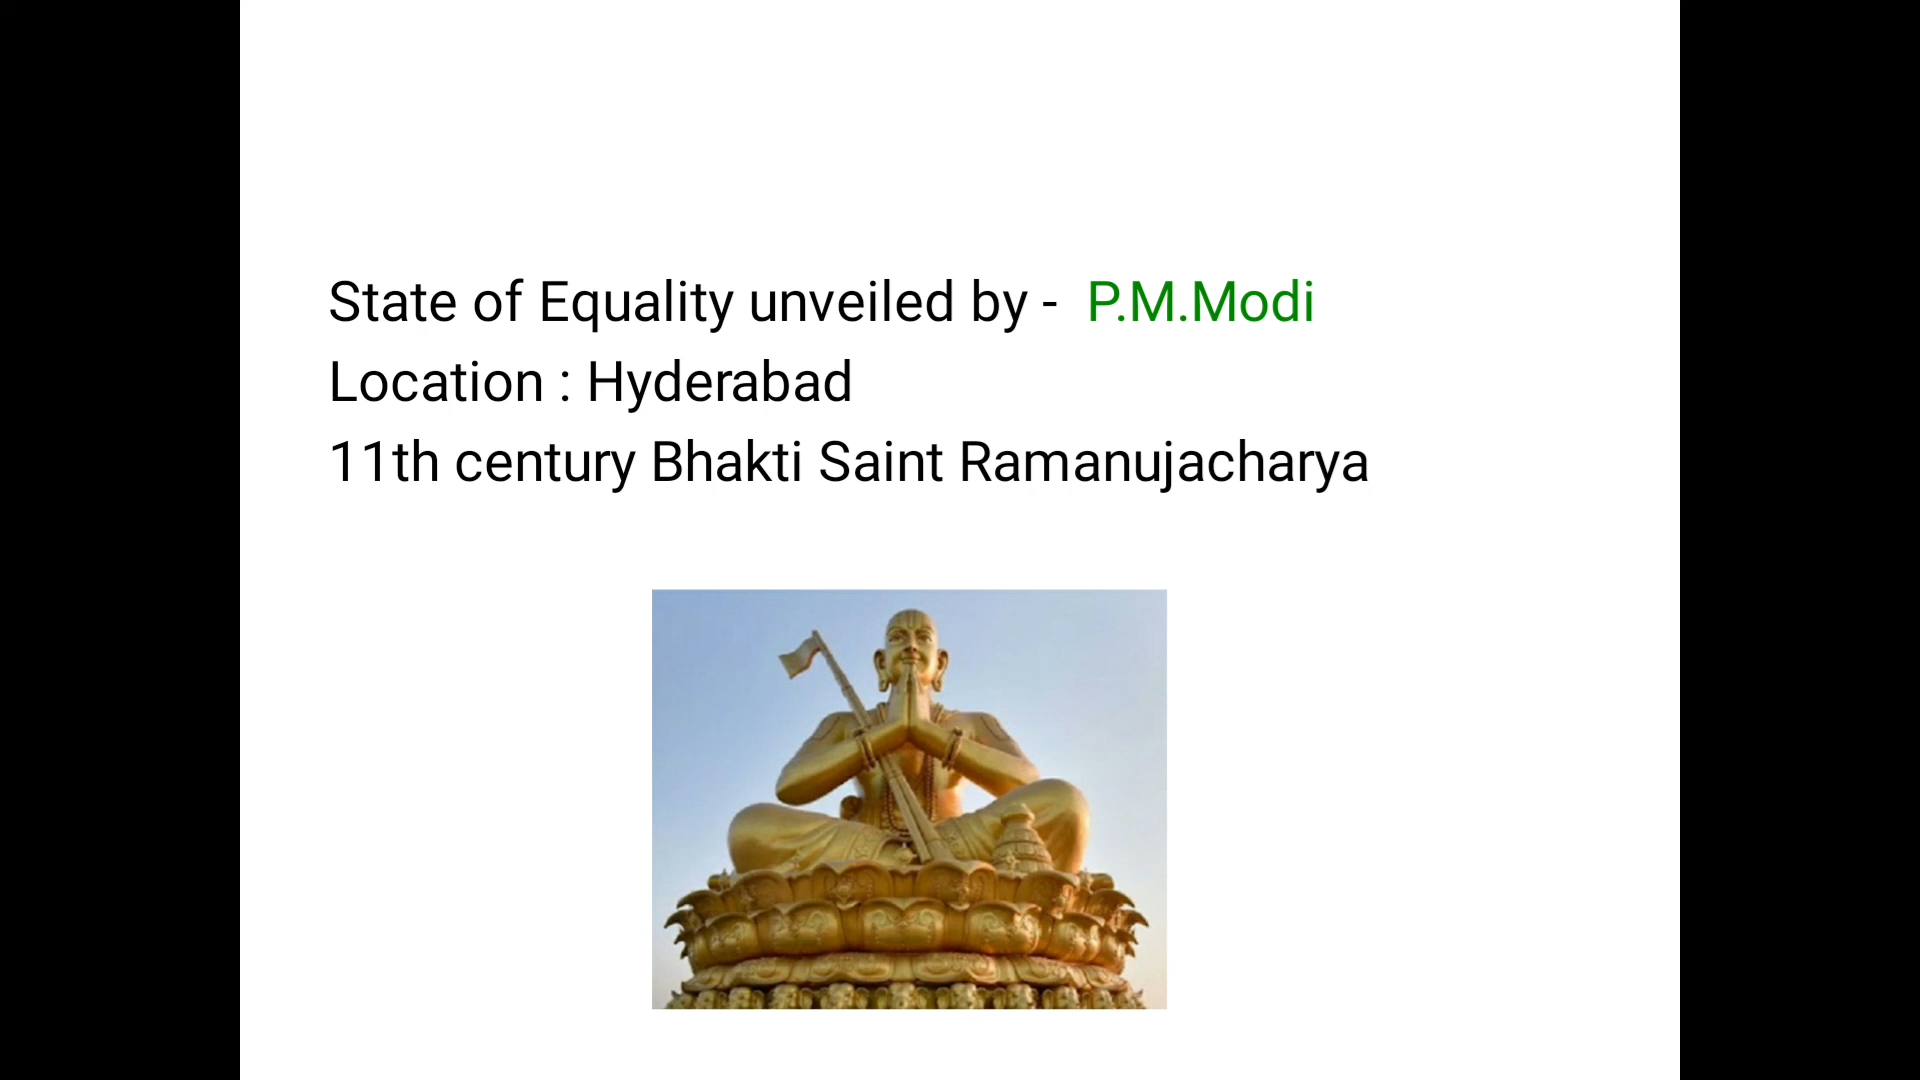 State of Equality unveiled by - P.M.Modi
Location : Hyderabad
11th century Bhakti Saint Ramanujacharya